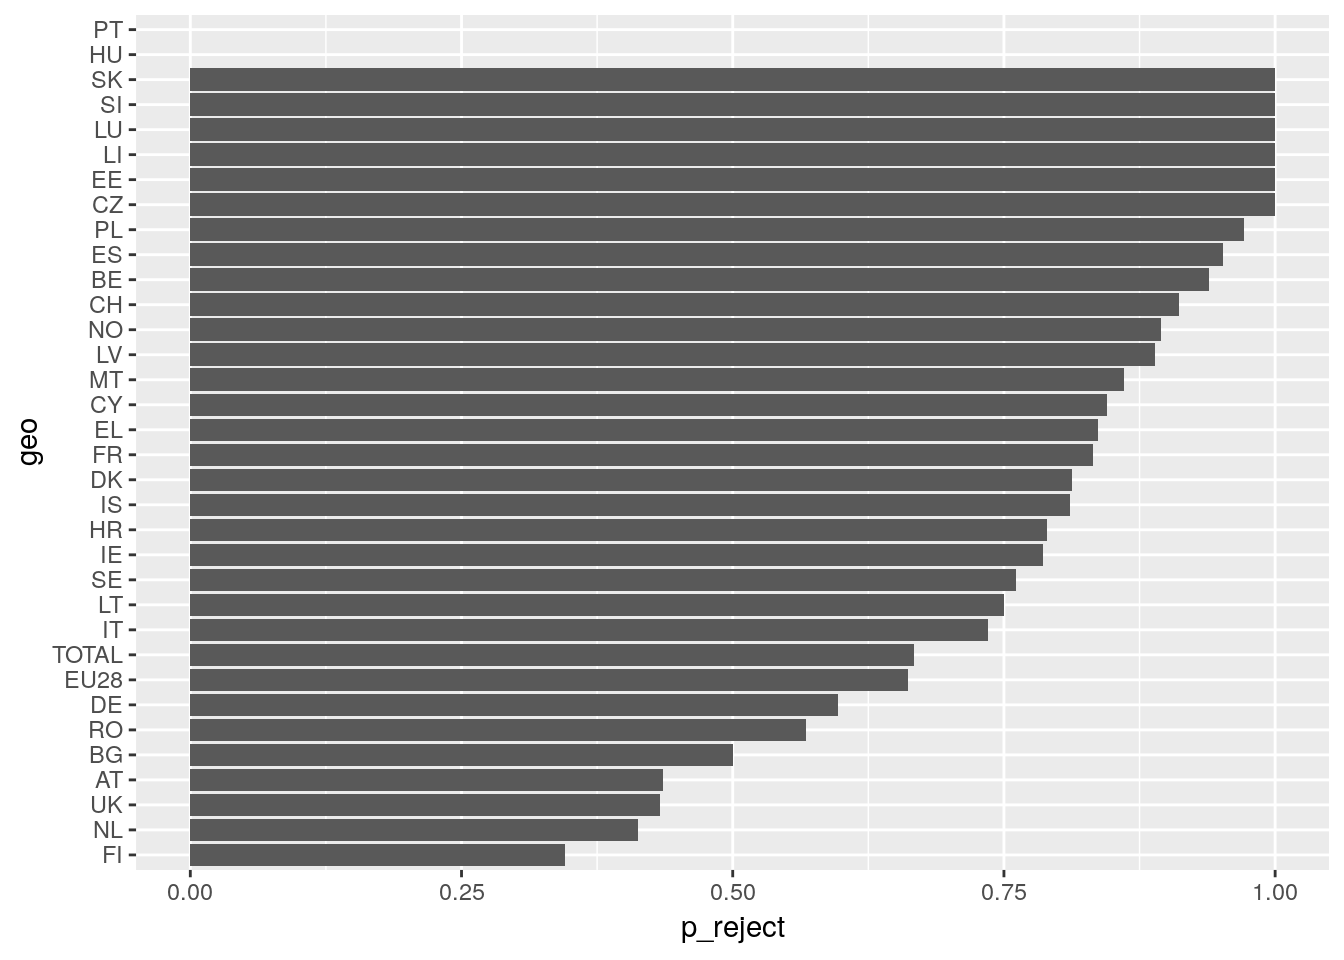 PT
HU
SK
SI
LU
LI
EE
CZ
PL
ES
BE
CH
NO
LV
MT
CY
EL
FR
DK
IS
HR
IE
SE
LT
IT
TOTAL
EU28
DE
RO
BG
AT
UK
NL
FI
geo
0.00 0.25 0.50 0.75 1.00
p_reject